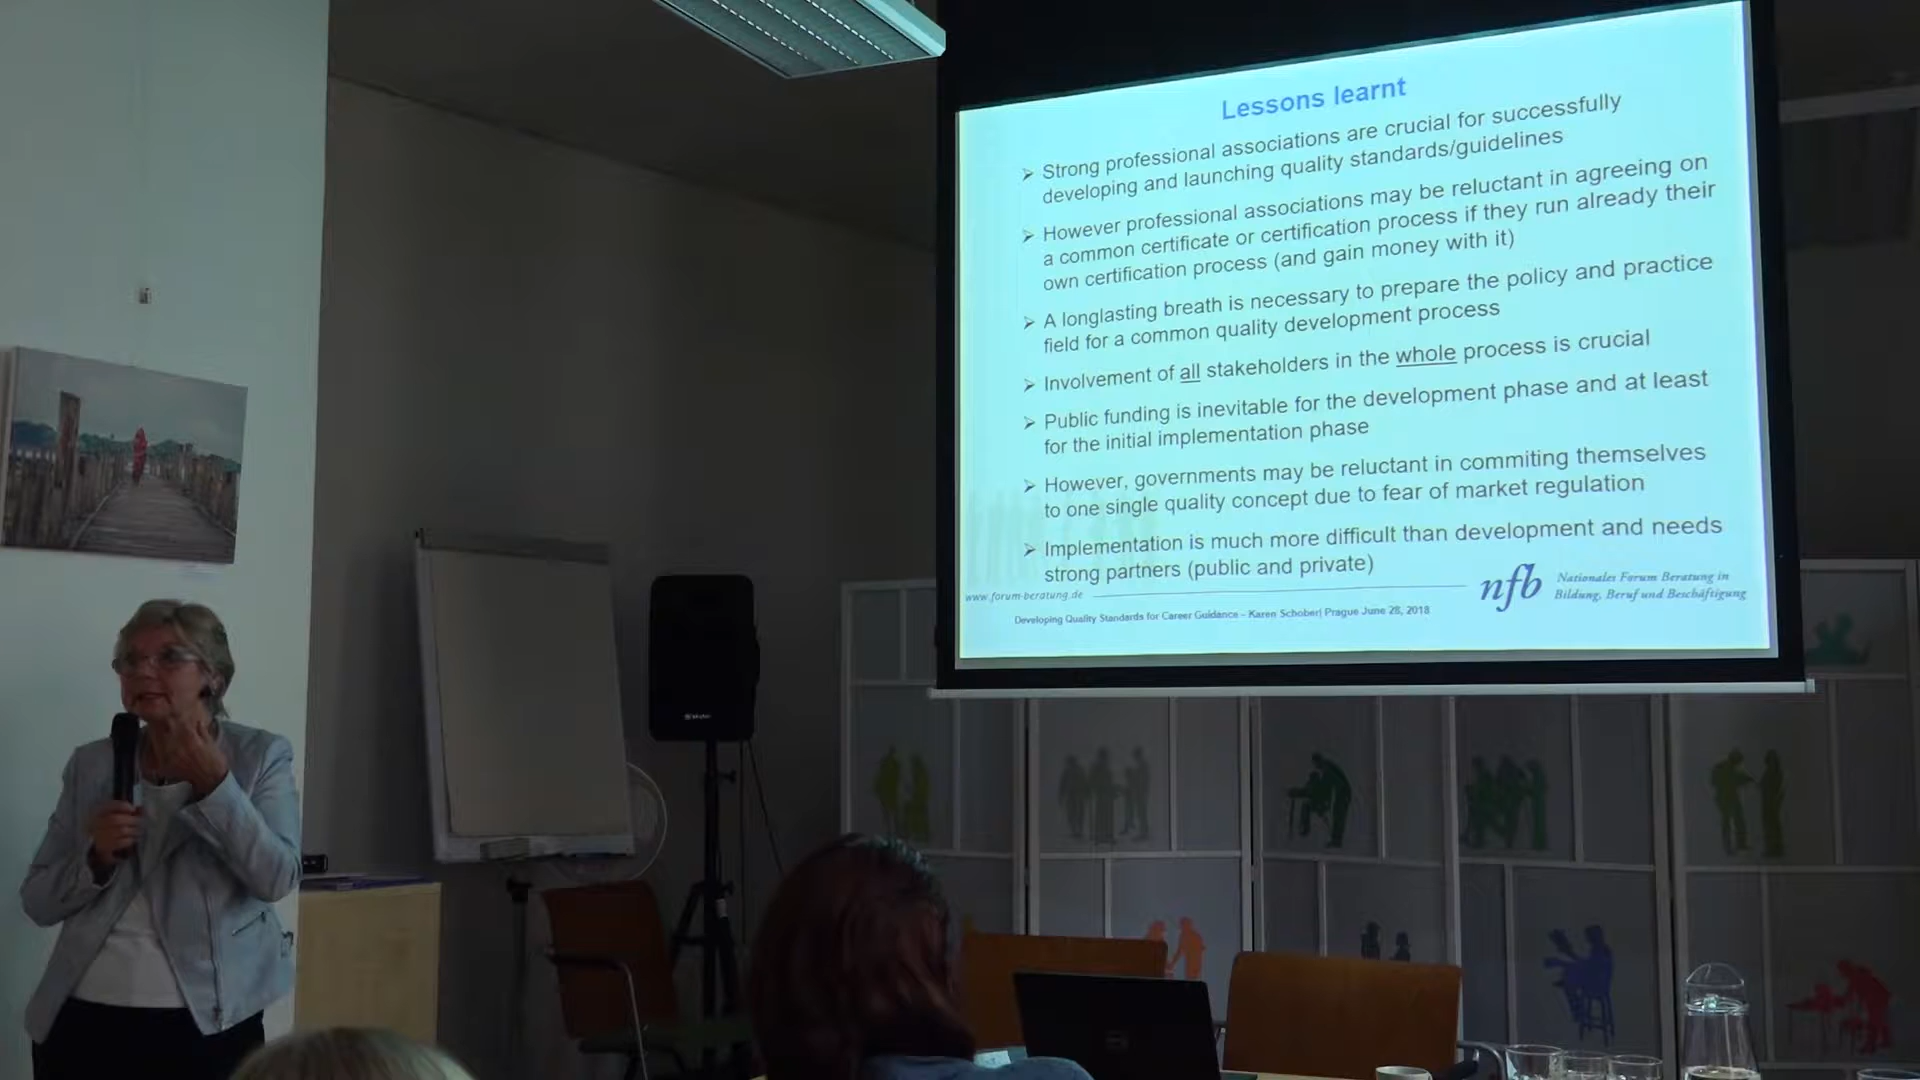 Lessons learnt
➢ Strong professional associations are crucial for successfully
developing and launching quality standards/guidelines
➢ However professional associations may be reluctant in agreeing on
a common certificate or certification process if they run already their
own certification process (and gain money with it)
➢ A longlasting breath is necessary to prepare the policy and practice
field for a common quality development process
➢ Involvement of all stakeholders in the whole process is crucial
➢ Public funding is inevitable for the development phase and at least
for the initial implementation phase
➢ However, governments may be reluctant in commiting themselves
to one single quality concept due to fear of market regulation
➢ Implementation is much more difficult than development and needs
strong partners (public and private)
www.forum-beratung.de
nfb
Nationales Forum Beratung in
Bildung, Beruf und Beschäftigung
Developing Quality Standards for Career Guidance – Karen Schober| Prague June 28, 2018